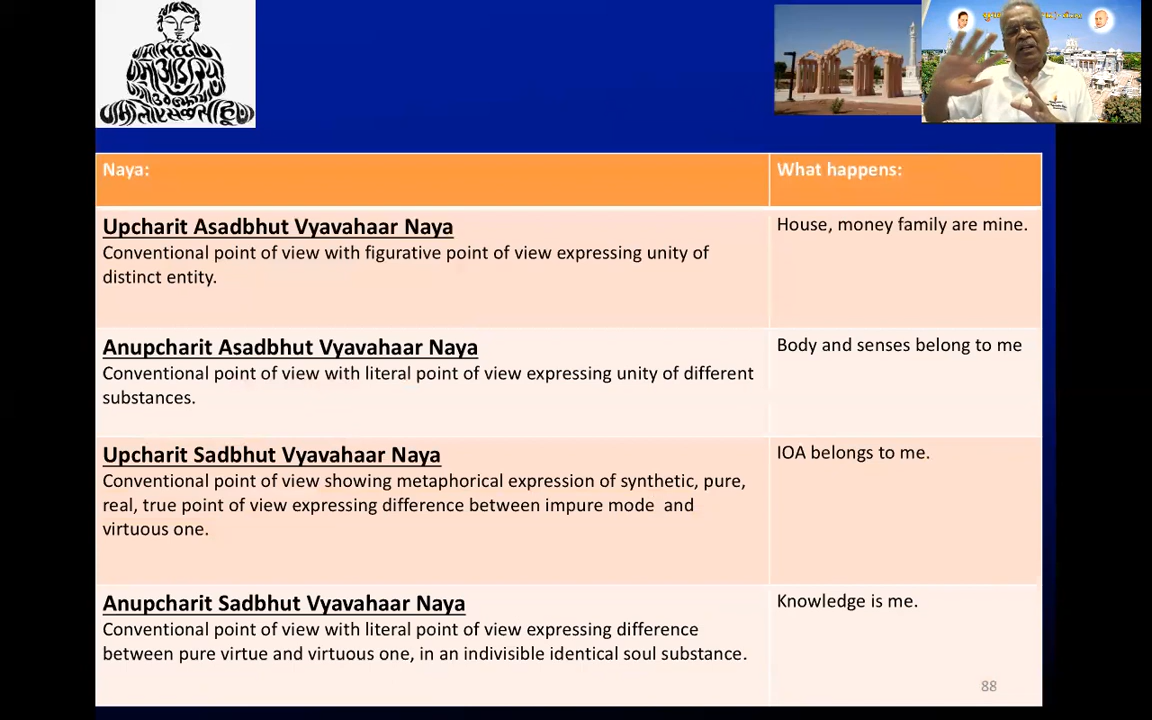 Naya:
What happens:
Upcharit Asadbhut Vyavahaar Naya
Conventional point of view with figurative point of view expressing unity of
distinct entity.
House, money family are mine.
Anupcharit Asadbhut Vyavahaar Naya
Conventional point of view with literal point of view expressing unity of different
substances.
Body and senses belong to me
Upcharit Sadbhut Vyavahaar Naya
Conventional point of view showing metaphorical expression of synthetic, pure,
real, true point of view expressing difference between impure mode and
virtuous one.
IOA belongs to me.
Anupcharit Sadbhut Vyavahaar Naya
Conventional point of view with literal point of view expressing difference
between pure virtue and virtuous one, in an indivisible identical soul substance.
Knowledge is me.
88